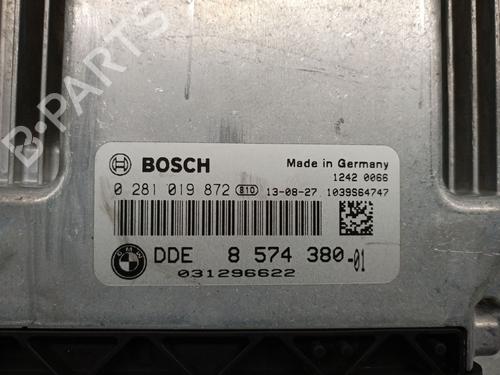 BOSCH Made in Germany
1242 0066
0 281 019 872 810 13-08-27 1039S64747
DDE 8 574 380-01
031296622
B-PARTS